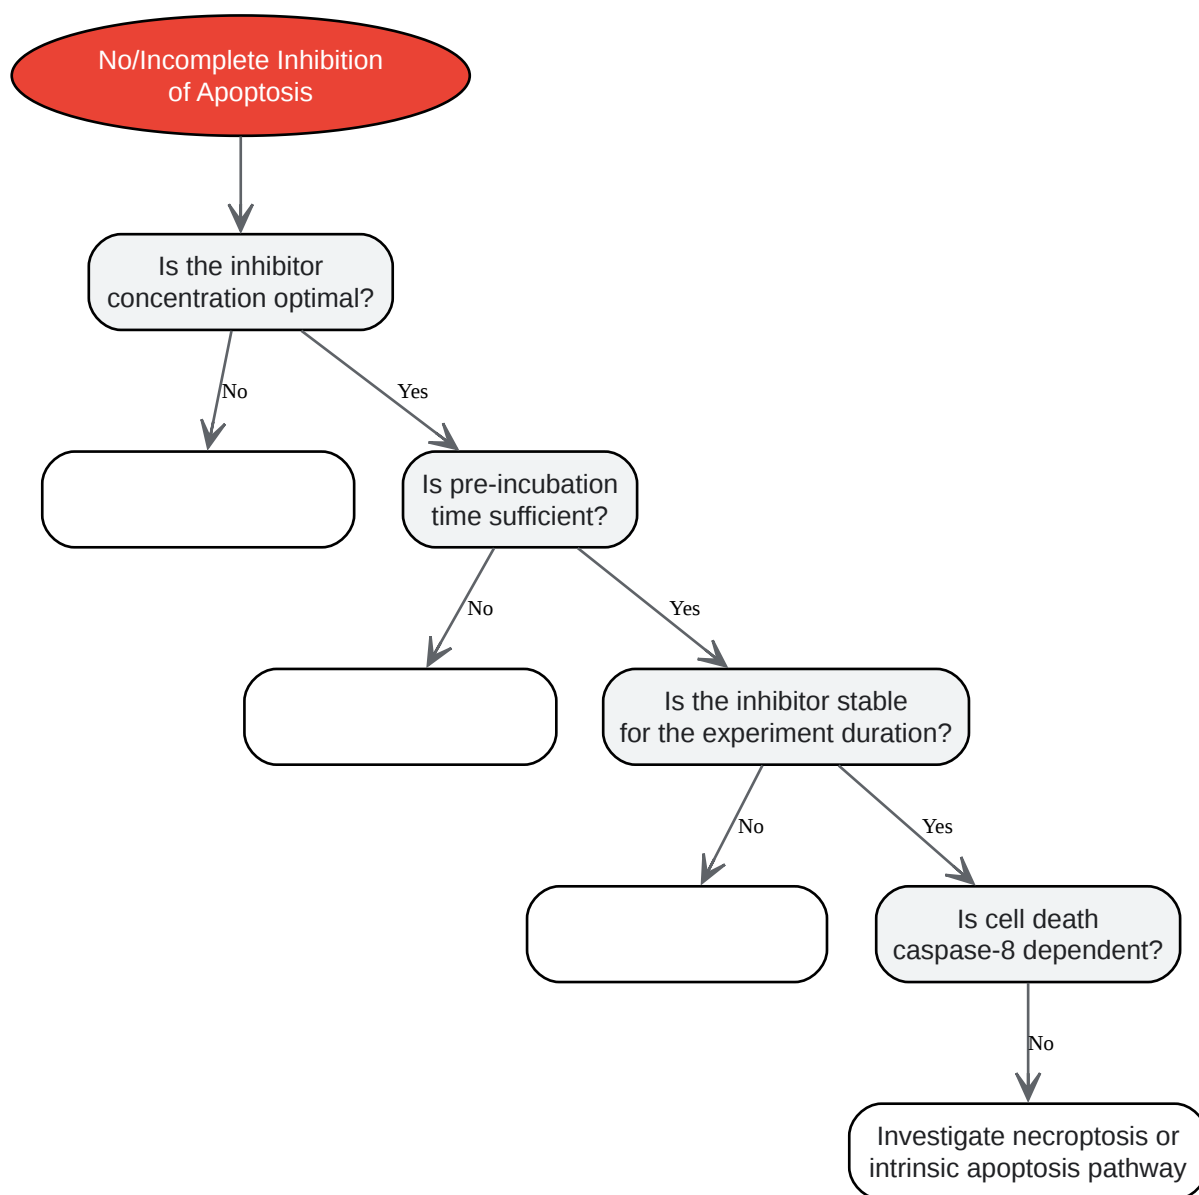 No/Incomplete Inhibition
of Apoptosis
Is the inhibitor
concentration optimal?
No
Yes
Is pre-incubation
time sufficient?
No
Yes
Is the inhibitor stable
for the experiment duration?
No
Yes
Is cell death
caspase-8 dependent?
No
Investigate necroptosis or
intrinsic apoptosis pathway